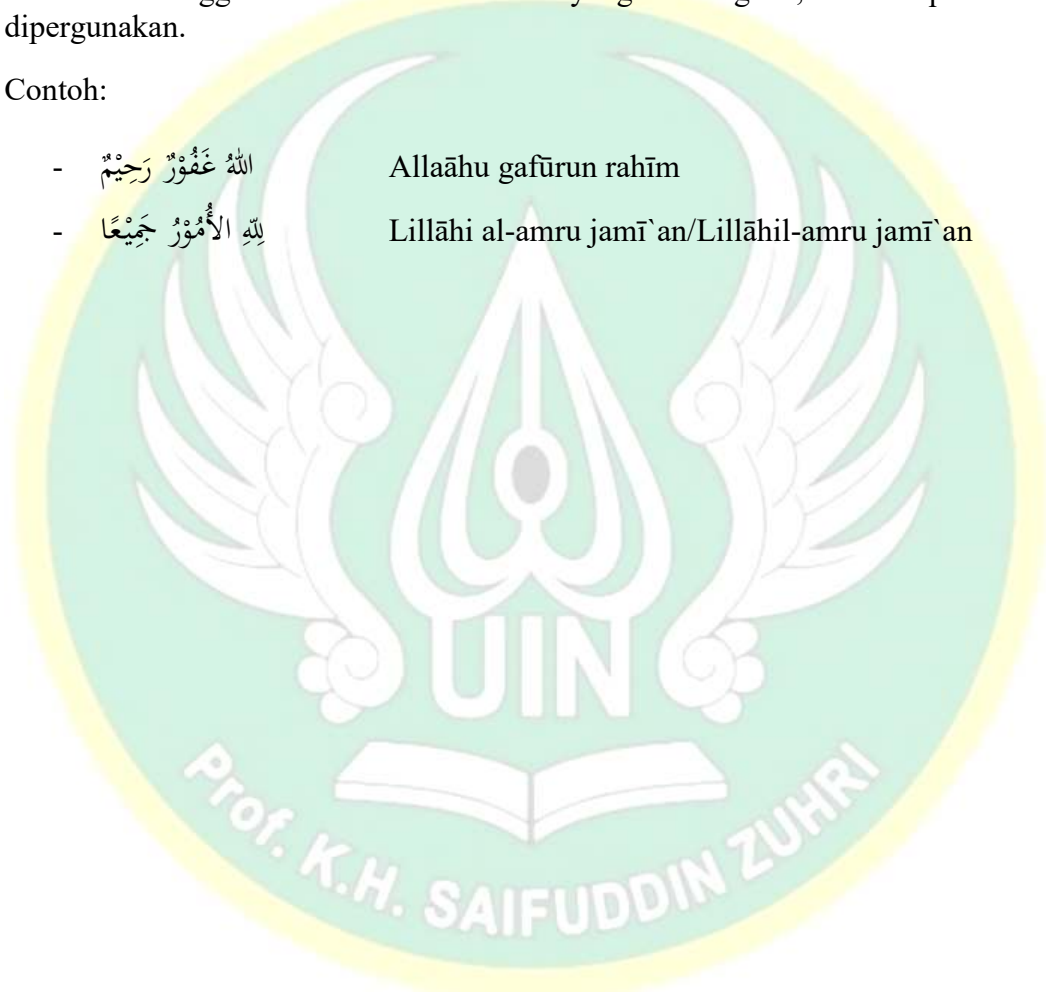 dipergunakan.
Contoh:
- اللهُ غَفُوْرٌ رَحِيْمٌ Allaāhu gafūrun rahīm
- لِلّهِ الأُمُوْرُ جَمِيْعًا Lillāhi al-amru jamī`an/Lillāhil-amru jamī`an
UIN
Prof. K.H. SAIFUDDIN ZUHRI